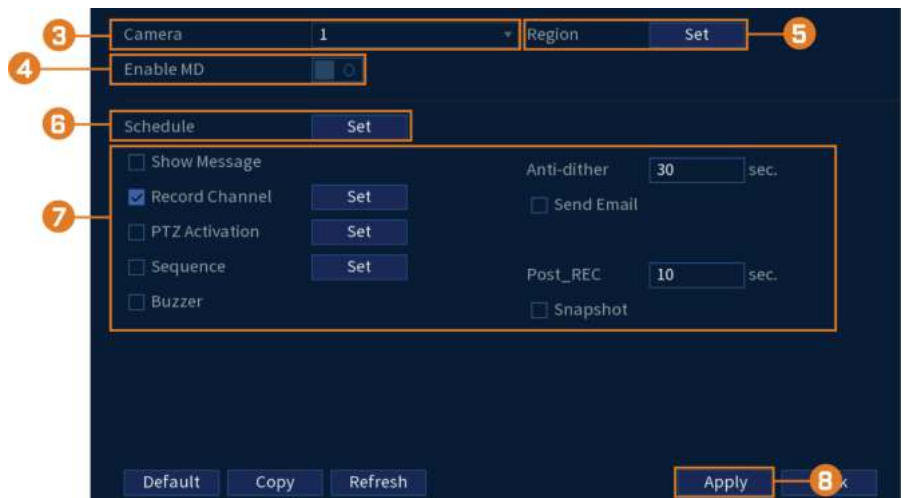 3 Camera 1 Region Set 5
4 Enable MD
6 Schedule Set
Show Message
Anti-dither 30 sec.
7 Record Channel Set
Send Email
PTZ Activation Set
Sequence Set
Post_REC 10 sec.
Buzzer
Snapshot
Default Copy Refresh Apply 8 k